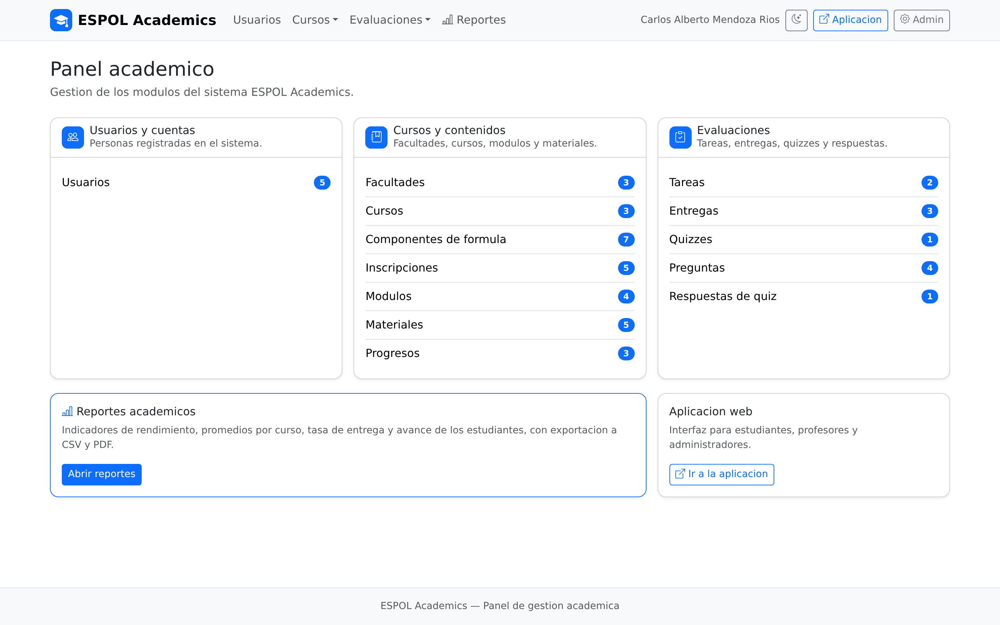 ESPOL Academics Usuarios Cursos Evaluaciones Reportes Carlos Alberto Mendoza Rios Aplicacion Admin
Panel academico
Gestion de los modulos del sistema ESPOL Academics.
Usuarios y cuentas
Personas registradas en el sistema.
Usuarios 5
Cursos y contenidos
Facultades, cursos, modulos y materiales.
Facultades 3
Cursos 3
Componentes de formula 7
Inscripciones 5
Modulos 4
Materiales 5
Progresos 3
Evaluaciones
Tareas, entregas, quizzes y respuestas.
Tareas 2
Entregas 3
Quizzes 1
Preguntas 4
Respuestas de quiz 1
Reportes academicos
Indicadores de rendimiento, promedios por curso, tasa de entrega y avance de los estudiantes, con exportacion a
CSV y PDF.
Abrir reportes
Aplicacion web
Interfaz para estudiantes, profesores y
administradores.
Ir a la aplicacion
ESPOL Academics — Panel de gestion academica